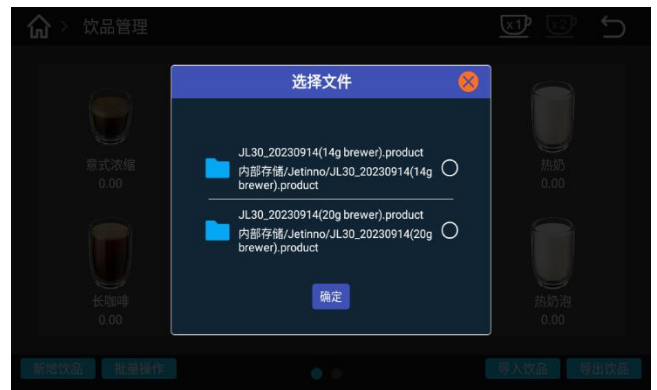 饮品管理
x1
x2
选择文件
意式浓缩
0.00
JL30_20230914(14g brewer).product
内部存储/Jetinno/JL30_20230914(14g
brewer).product
热奶
0.00
JL30_20230914(20g brewer).product
内部存储/Jetinno/JL30_20230914(20g
brewer).product
长咖啡
0.00
确定
热奶泡
0.00
新增饮品
批量操作
导入饮品
导出饮品